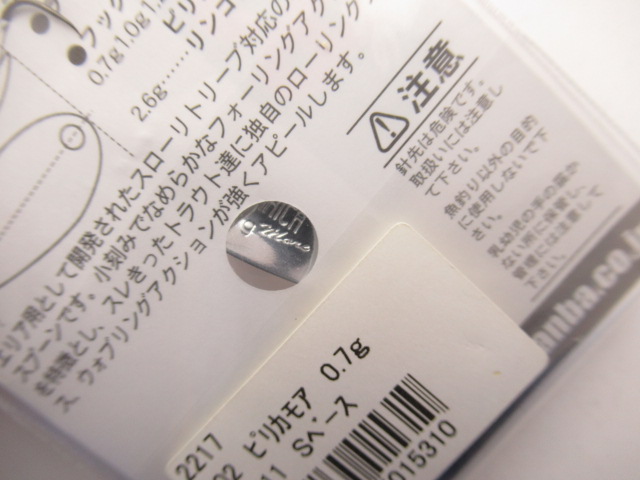 フッ
0.7g1.0g1.
ピリ
2.6g……リンコ
エリア用として開発されたスローリトリーブ対応の
スプーンです。小刻みでなめらかなフォーリングアク
を特徴とし、スレきったトラウト達に独自のローリング
ス、ウォブリングアクションが強くアピールします。
注意
針先は危険です。
取扱いには注意し
て下さい。
魚釣り以外の目的
に使用しないで下
さい。
乳幼児の手の届か
ない所に保管し、
管理には注意して
下さい。
anba.co.j
g More
2217
02 ピリカモア 0.7g
11 Sベース
015310